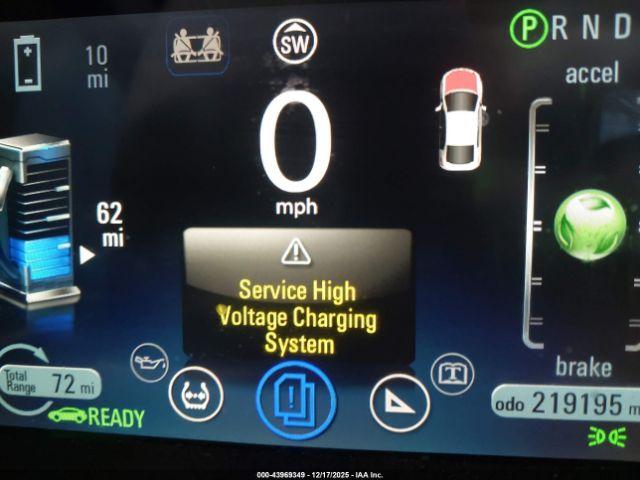 10
mi
SW
P R N D
accel
0
mph
62
mi
Service High
Voltage Charging
System
Total
Range 72 mi
READY
brake
odo 219195 m
000-43969349 - 12/17/2025 - IAA Inc.